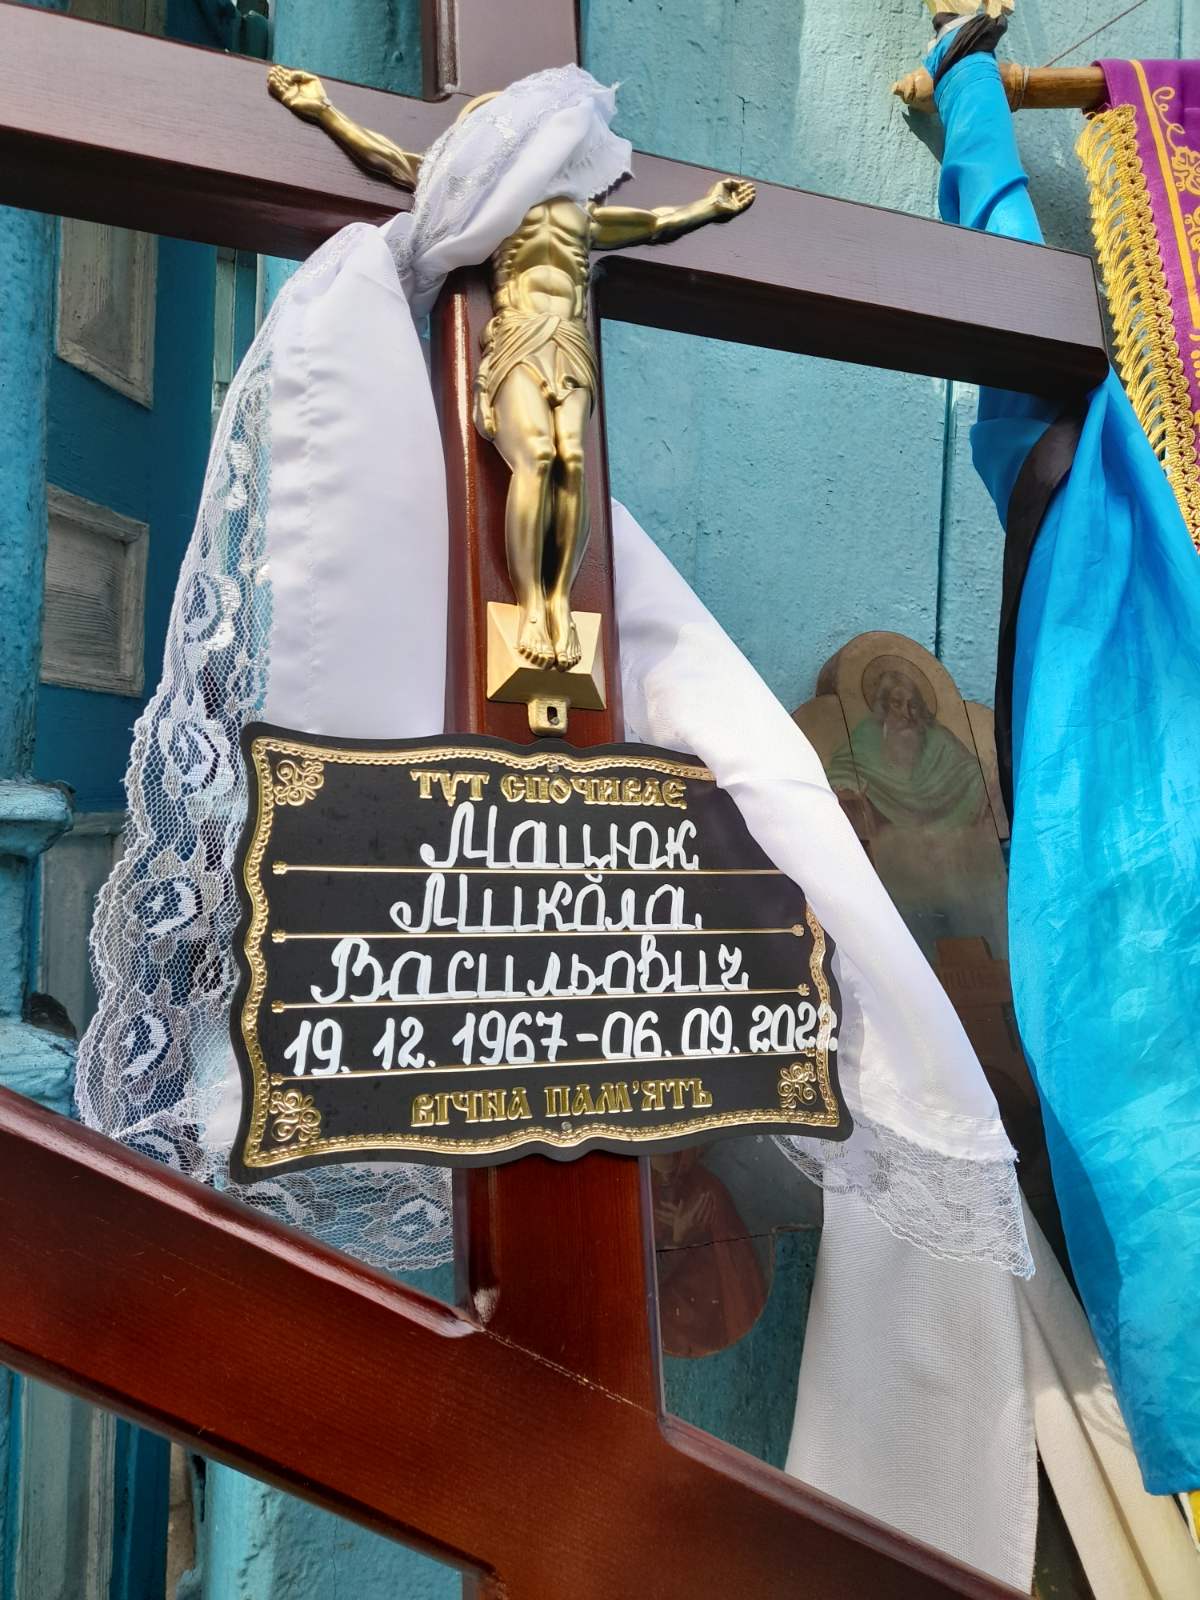 ТУТ СПОЧИВАЄ
Мацюк
Микола
Васильович
19. 12. 1967 - 06. 09. 2022.
ВІЧНА ПАМ'ЯТЬ